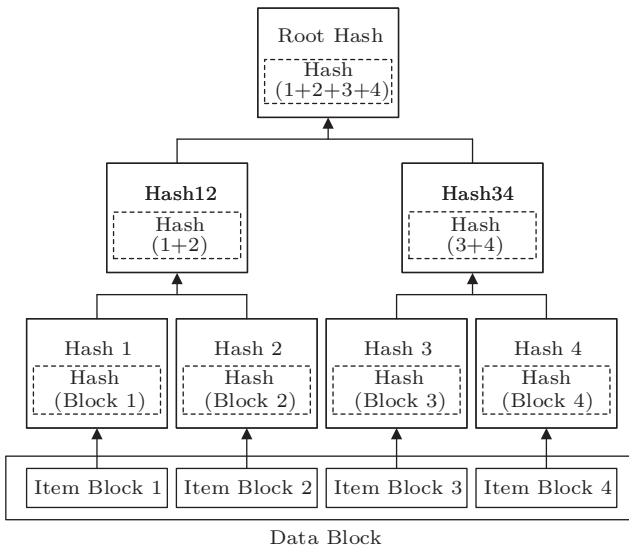 Root Hash
Hash
(1+2+3+4)
Hash12
Hash
(1+2)
Hash34
Hash
(3+4)
Hash 1
Hash
(Block 1)
Hash 2
Hash
(Block 2)
Hash 3
Hash
(Block 3)
Hash 4
Hash
(Block 4)
Item Block 1
Item Block 2
Item Block 3
Item Block 4
Data Block